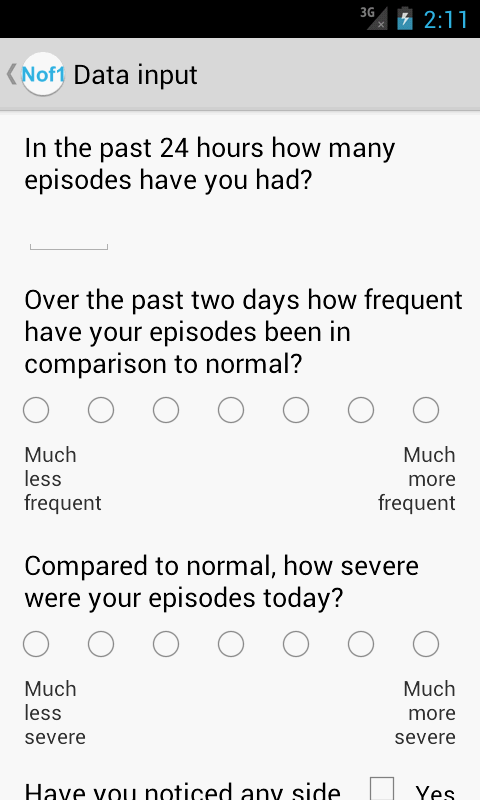 3G 2:11
Nof1 Data input
In the past 24 hours how many
episodes have you had?
Over the past two days how frequent
have your episodes been in
comparison to normal?
Much Much
less more
frequent frequent
Compared to normal, how severe
were your episodes today?
Much Much
less more
severe severe
Have you noticed any side Yes